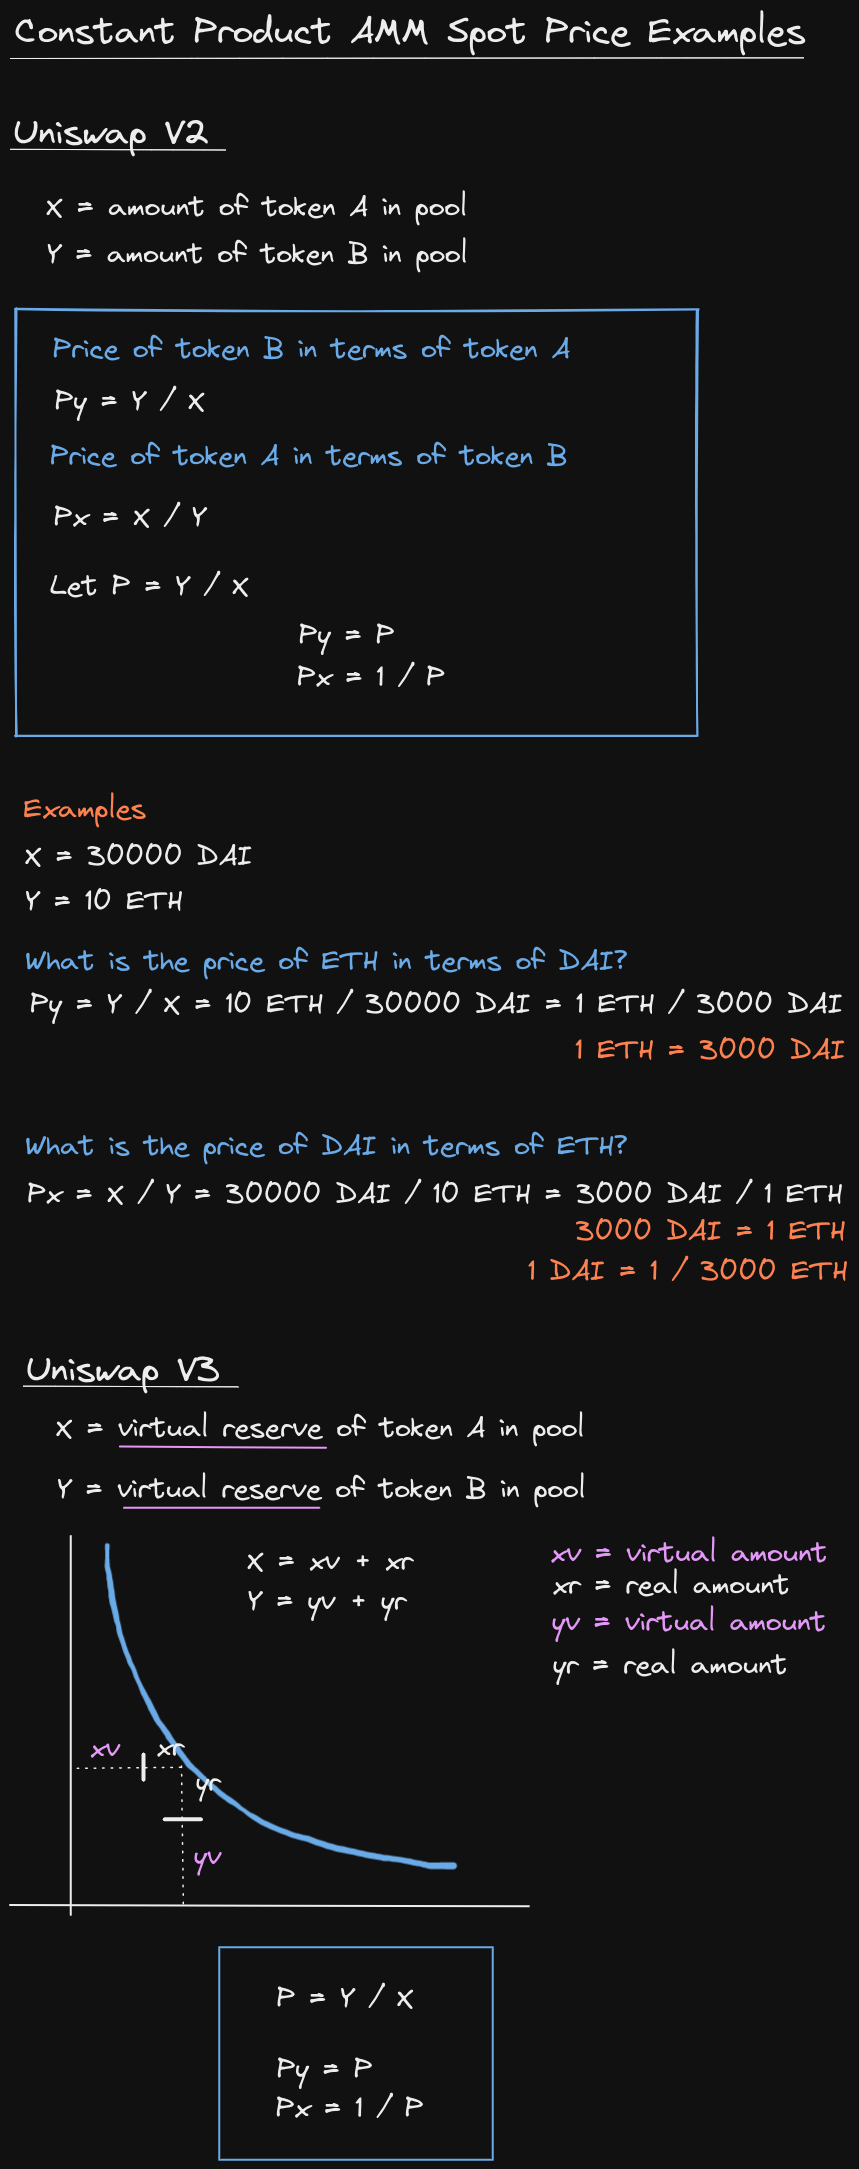 Constant Product AMM Spot Price Examples
Uniswap V2
X = amount of token A in pool
Y = amount of token B in pool
Price of token B in terms of token A
Py = Y / X
Price of token A in terms of token B
Px = X / Y
Let P = Y / X
Py = P
Px = 1 / P
Examples
X = 30000 DAI
Y = 10 ETH
What is the price of ETH in terms of DAI?
Py = Y / X = 10 ETH / 30000 DAI = 1 ETH / 3000 DAI
1 ETH = 3000 DAI
What is the price of DAI in terms of ETH?
Px = X / Y = 30000 DAI / 10 ETH = 3000 DAI / 1 ETH
3000 DAI = 1 ETH
1 DAI = 1 / 3000 ETH
Uniswap V3
X = virtual reserve of token A in pool
Y = virtual reserve of token B in pool
X = xv + xr
Y = yv + yr
xv = virtual amount
xr = real amount
yv = virtual amount
yr = real amount
xv
xr
yr
yv
P = Y / X
Py = P
Px = 1 / P